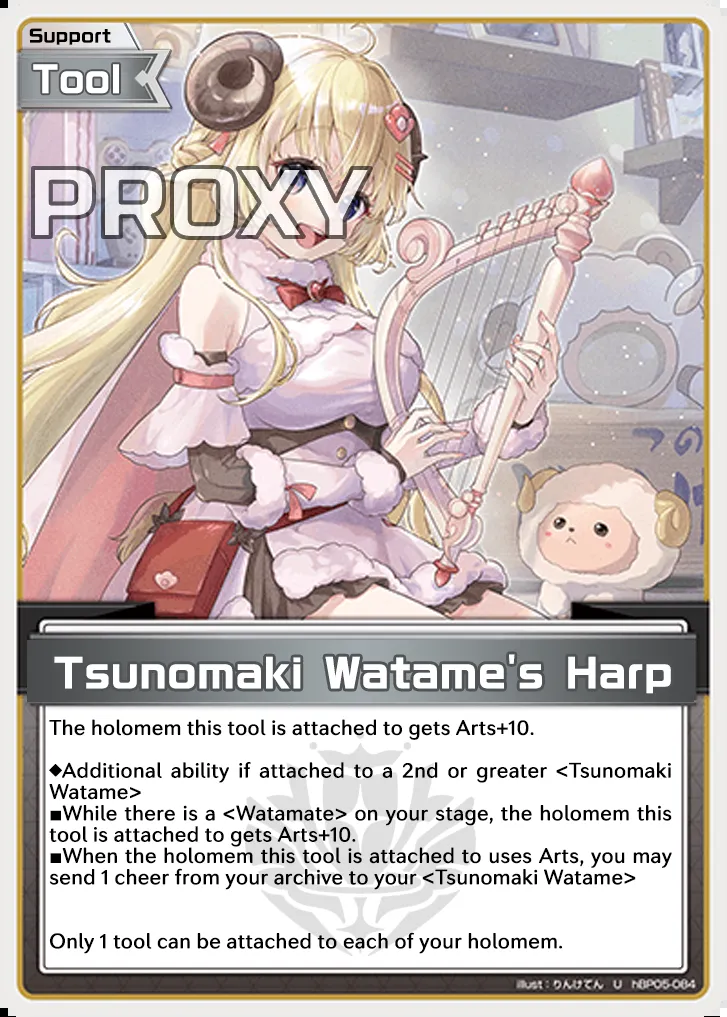 Support
Tool
PROXY
つの
Tsunomaki Watame's Harp
The holomem this tool is attached to gets Arts+10.
◆Additional ability if attached to a 2nd or greater <Tsunomaki
Watame>
■While there is a <Watamate> on your stage, the holomem this
tool is attached to gets Arts+10.
■When the holomem this tool is attached to uses Arts, you may
send 1 cheer from your archive to your <Tsunomaki Watame>
Only 1 tool can be attached to each of your holomem.
illust：りんけてん U hBP05-084